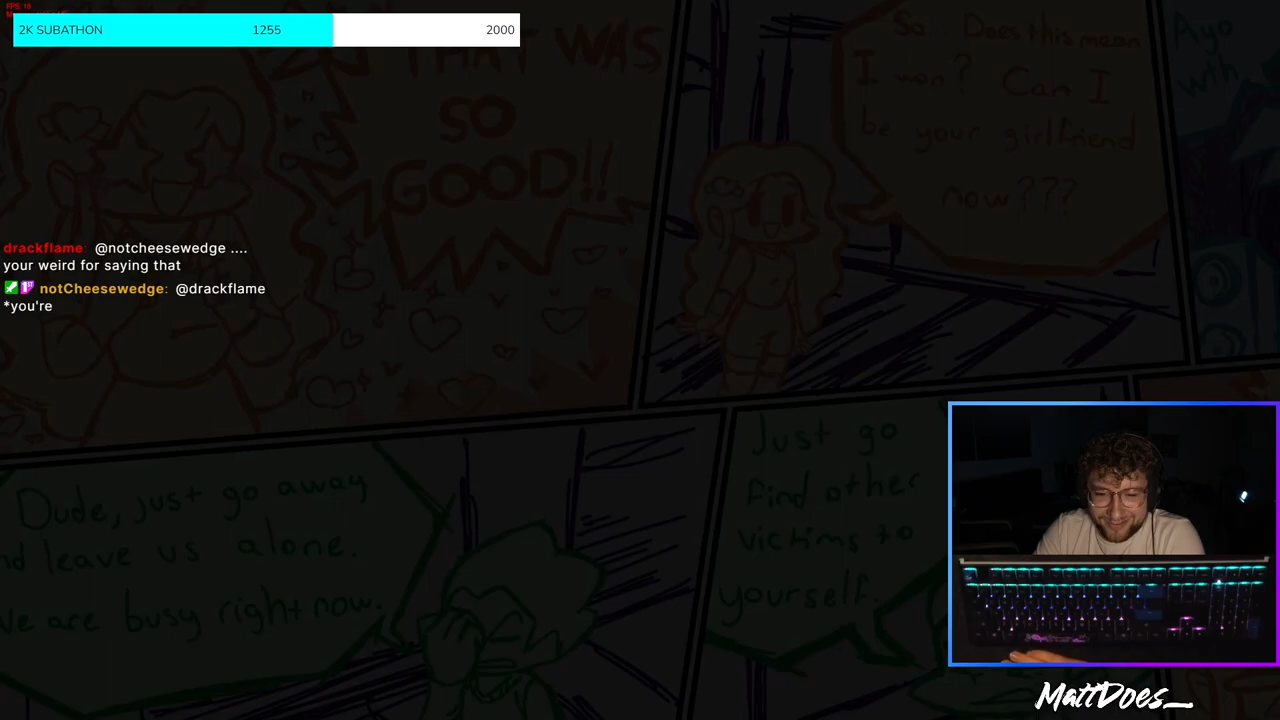 FPS: 16
2K SUBATHON 1255 2000
THAT WAS
SO
GOOD!!
So Does this mean
I won? Can I
be your girlfriend
now???
Ayo
with
drackflame: @notcheesewedge ....
your weird for saying that
notCheesewedge: @drackflame
*you're
Dude, just go away
nd leave us alone.
We are busy right now.
Just go
find other
victims to
yourself.
MattDoes_